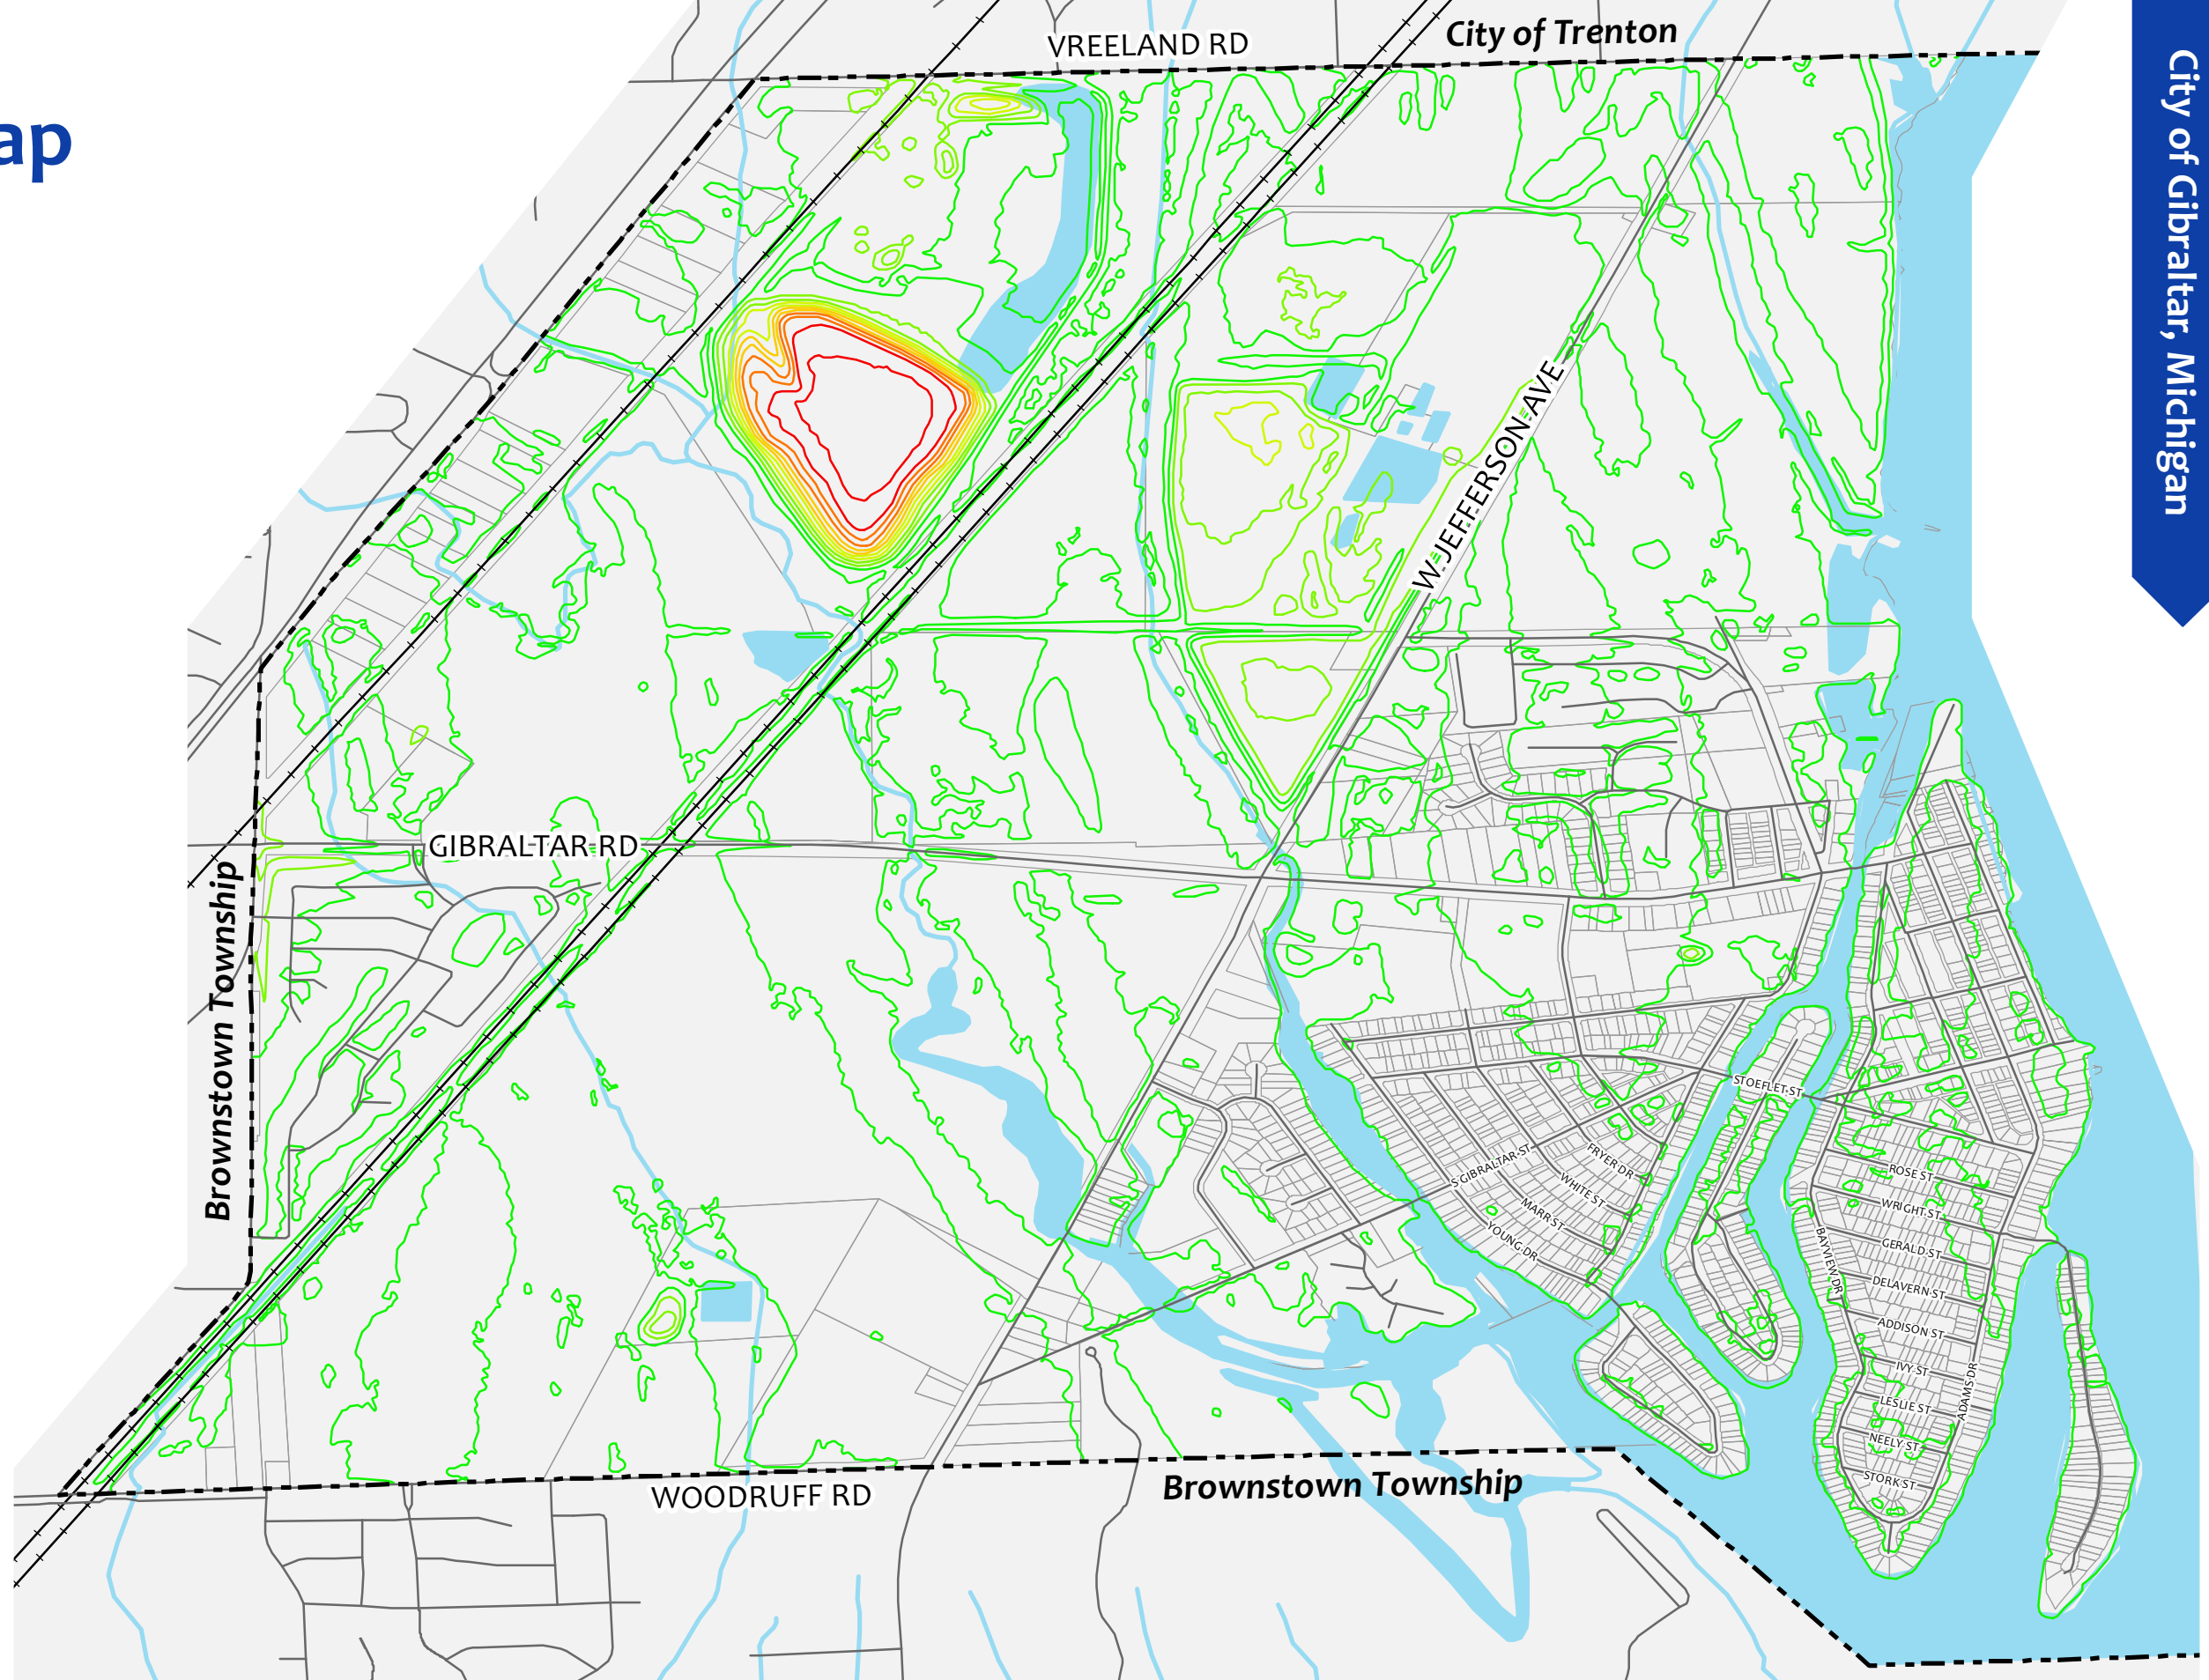 ap
City of Gibraltar, Michigan
VREELAND RD
City of Trenton
W JEFFERSON AVE
GIBRALTAR RD
Brownstown Township
STOEFLET ST
S GIBRALTAR ST
FRYER DR
WHITE ST
MARR ST
YOUNG DR
ROSE ST
WRIGHT ST
GERALD ST
BAYVIEW DR
DELAVERN ST
ADDISON ST
IVY ST
ADAMS DR
LESLIE ST
NEELY ST
STORK ST
WOODRUFF RD
Brownstown Township